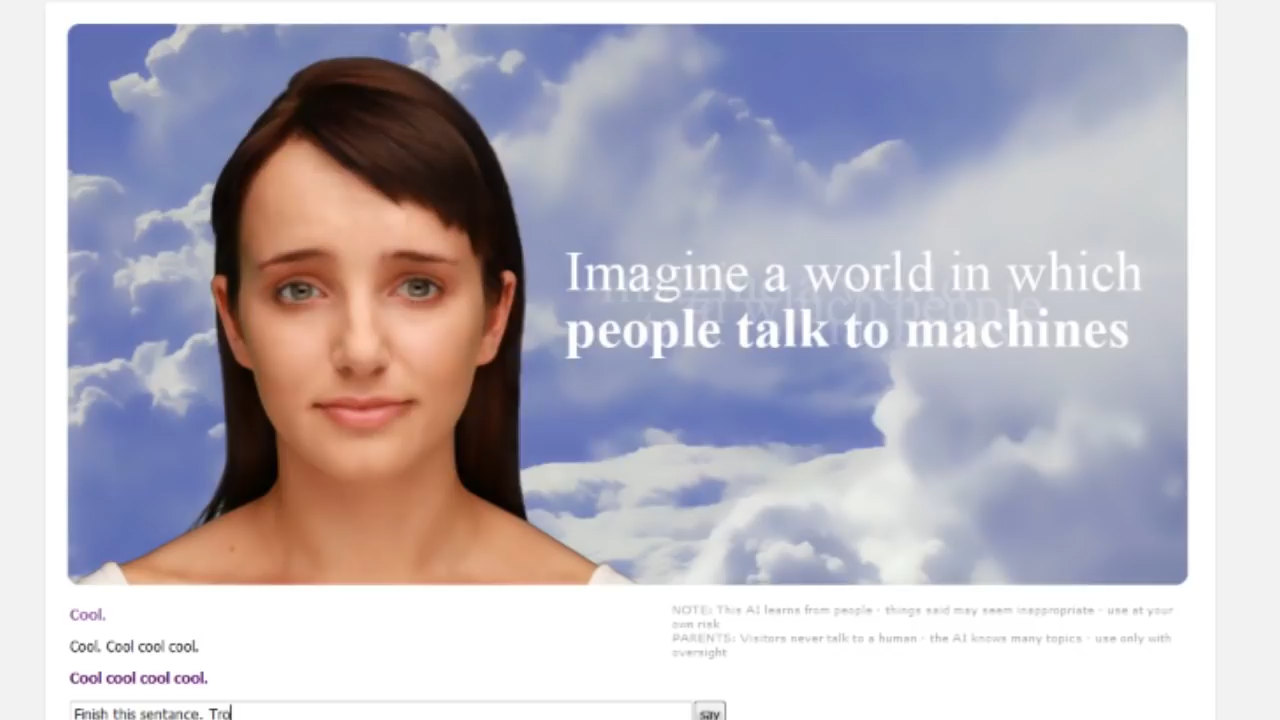 Imagine a world in which
people talk to machines
Cool.
Cool. Cool cool cool.
Cool cool cool cool.
Finish this sentance. Tro
say
NOTE: This AI learns from people - things said may seem inappropriate - use at your
own risk
PARENTS: Visitors never talk to a human - the AI knows many topics - use only with
oversight